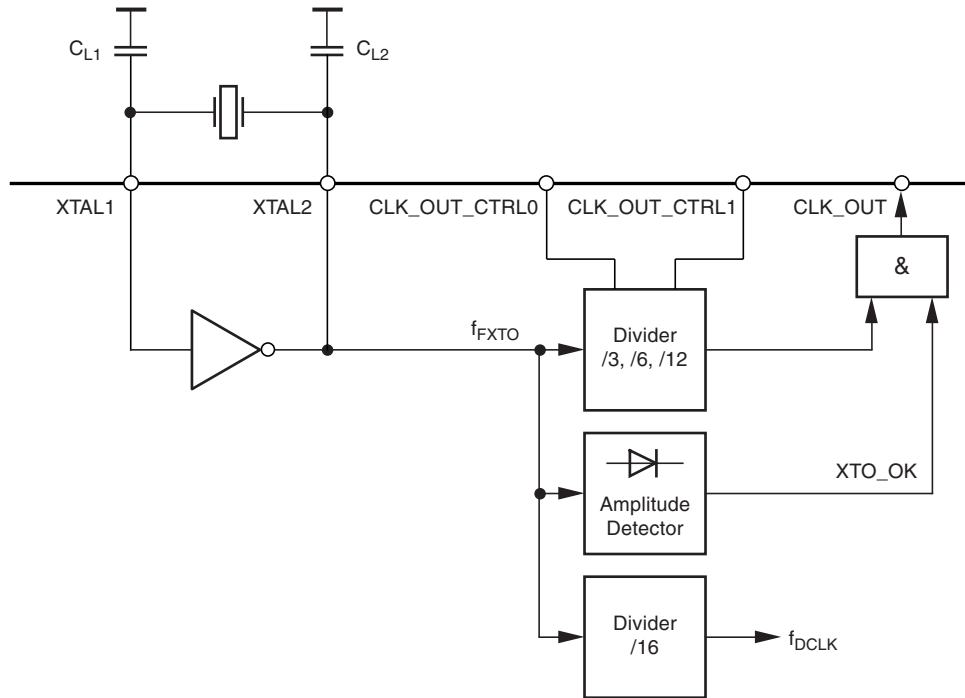 CL1
CL2
XTAL1
XTAL2
CLK_OUT_CTRL0
CLK_OUT_CTRL1
CLK_OUT
&
fFXTO
Divider
/3, /6, /12
XTO_OK
Amplitude
Detector
Divider
/16
fDCLK